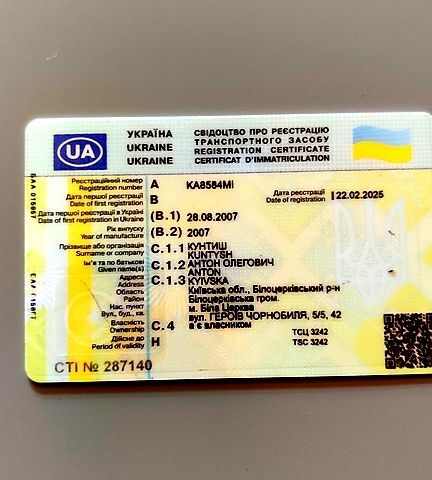 UA
УКРАЇНА
UKRAINE
UKRAINE
СВІДОЦТВО ПРО РЕЄСТРАЦІЮ
ТРАНСПОРТНОГО ЗАСОБУ
REGISTRATION CERTIFICATE
CERTIFICAT D'IMMATRICULATION
Реєстраційний номер
Registration number
A KA8584MI
Дата першої реєстрації
Date of first registration
B
Дата реєстрації
Date of registration
22.02.2025
Дата першої реєстрації в Україні
Date of first registration in Ukraine
(B.1) 28.08.2007
Рік випуску
Year of manufacture
(B.2) 2007
Прізвище або організація
Surname or company
C.1.1 КУНТИШ
KUNTYSH
Ім'я та по батькові
Given name(s)
C.1.2 АНТОН ОЛЕГОВИЧ
ANTON
Адреса
Address
C.1.3 KYIVSKA
Область
Київська обл., Білоцерківський р-н
Район
Білоцерківська гром.
Нас. пункт
м. Біла Церква
Вул., буд., кв.
вул. ГЕРОЇВ ЧОРНОБИЛЯ, 5/5, 42
Власність
Ownership
C.4 а є власником
Дійсне до
Period of validity
H
ТСЦ 3242
TSC 3242
СТІ № 287140